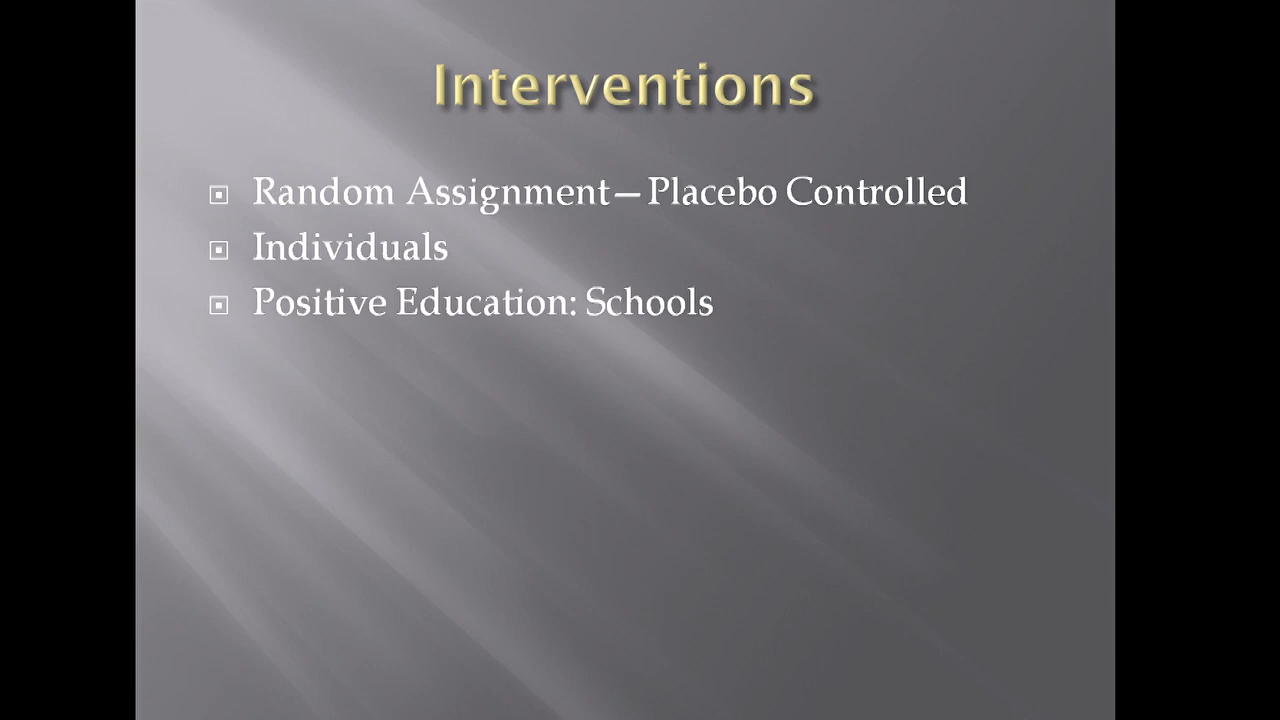 Interventions
Random Assignment—Placebo Controlled
Individuals
Positive Education: Schools